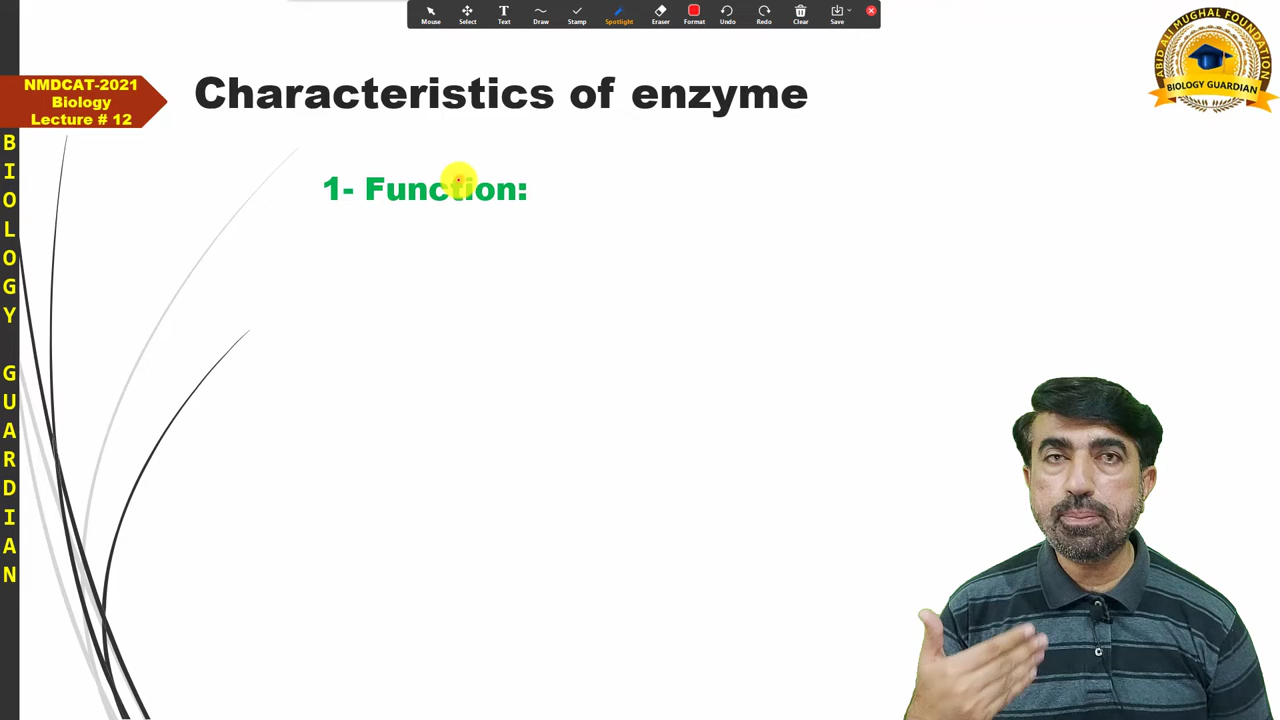 Mouse
Select
Text
Draw
Stamp
Spotlight
Eraser
Format
Undo
Redo
Clear
Save
NMDCAT-2021
Biology
Lecture # 12
Characteristics of enzyme
ABID ALI MUGHAL FOUNDATION
BIOLOGY GUARDIAN
1- Function:
BIOLOGY GUARDIAN